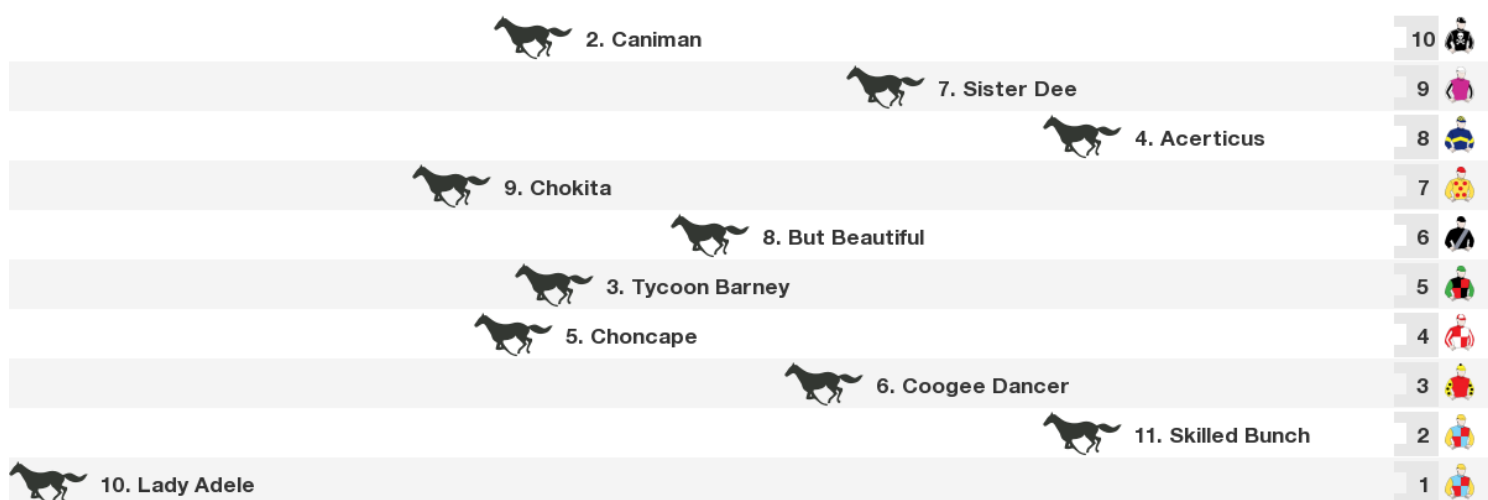 2. Caniman 10
7. Sister Dee 9
4. Acerticus 8
9. Chokita 7
8. But Beautiful 6
3. Tycoon Barney 5
5. Choncape 4
6. Coogee Dancer 3
11. Skilled Bunch 2
10. Lady Adele 1